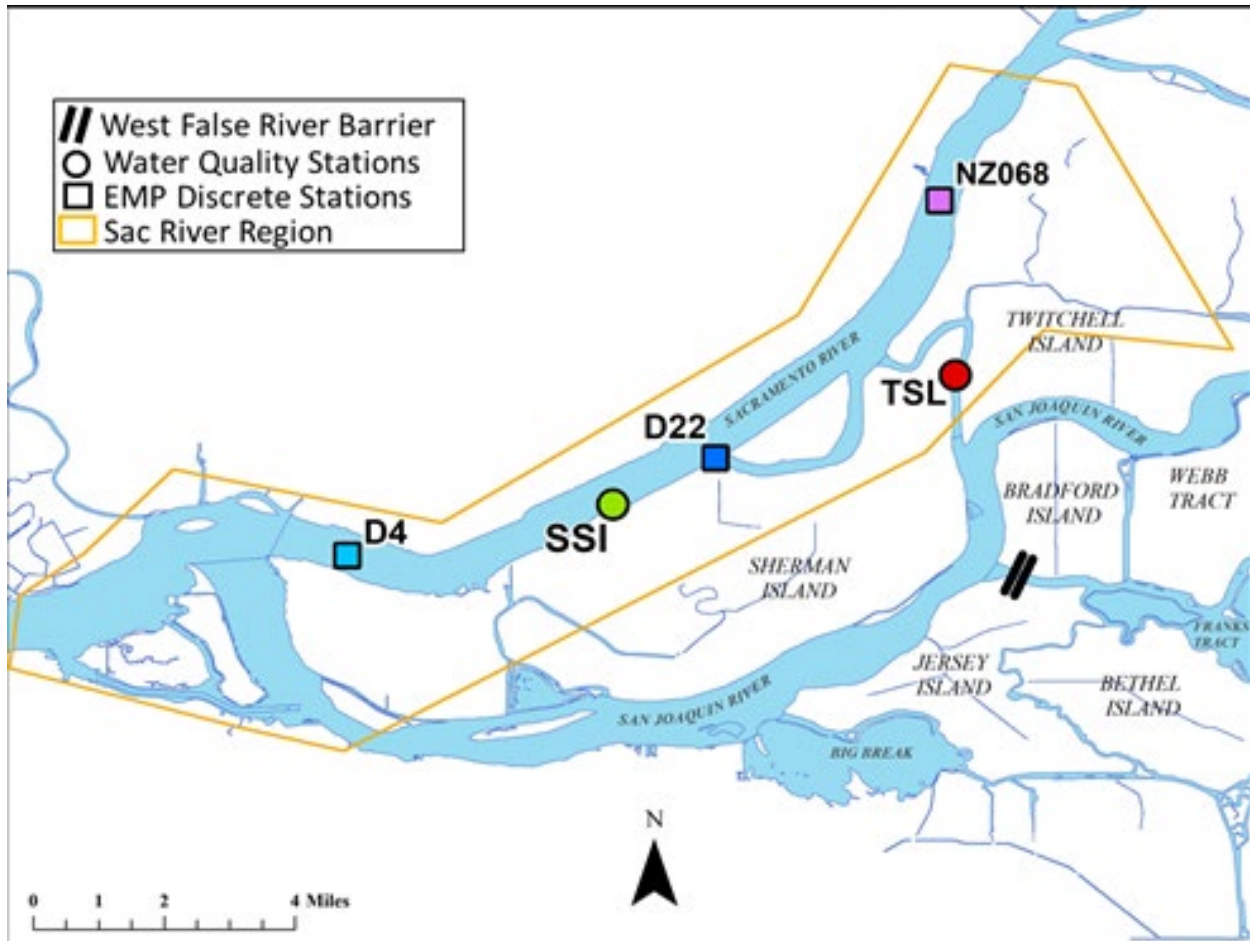 West False River Barrier
Water Quality Stations
EMP Discrete Stations
Sac River Region
NZ068
TWITCHELL
ISLAND
SACRAMENTO RIVER
TSL
D22
SAN JOAQUIN RIVER
WEBB
TRACT
BRADFORD
ISLAND
SSI
D4
SHERMAN
ISLAND
FRANKS
TRACT
JERSEY
ISLAND
BETHEL
ISLAND
SAN JOAQUIN RIVER
BIG BREAK
N
0 1 2 4 Miles